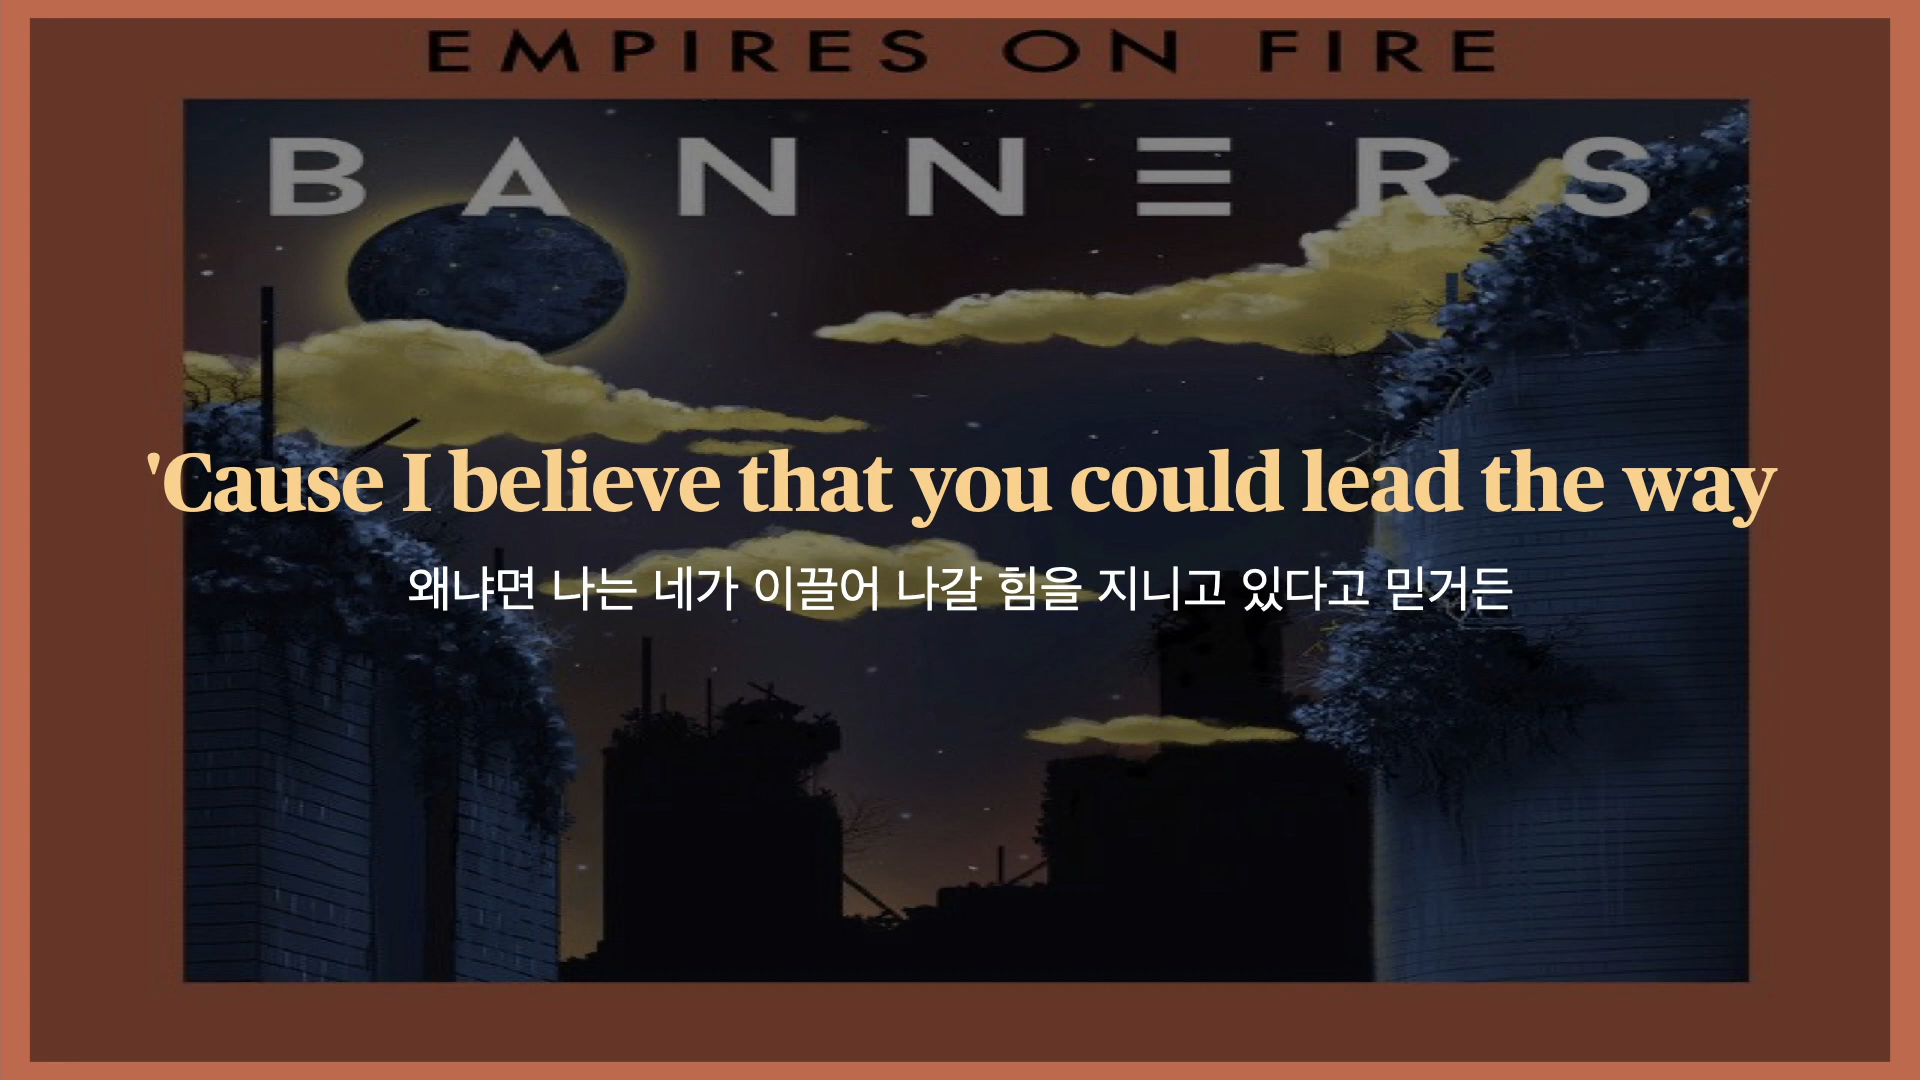 EMPIRES ON FIRE
BANNERS
'Cause I believe that you could lead the way
왜냐면 나는 네가 이끌어 나갈 힘을 지니고 있다고 믿거든